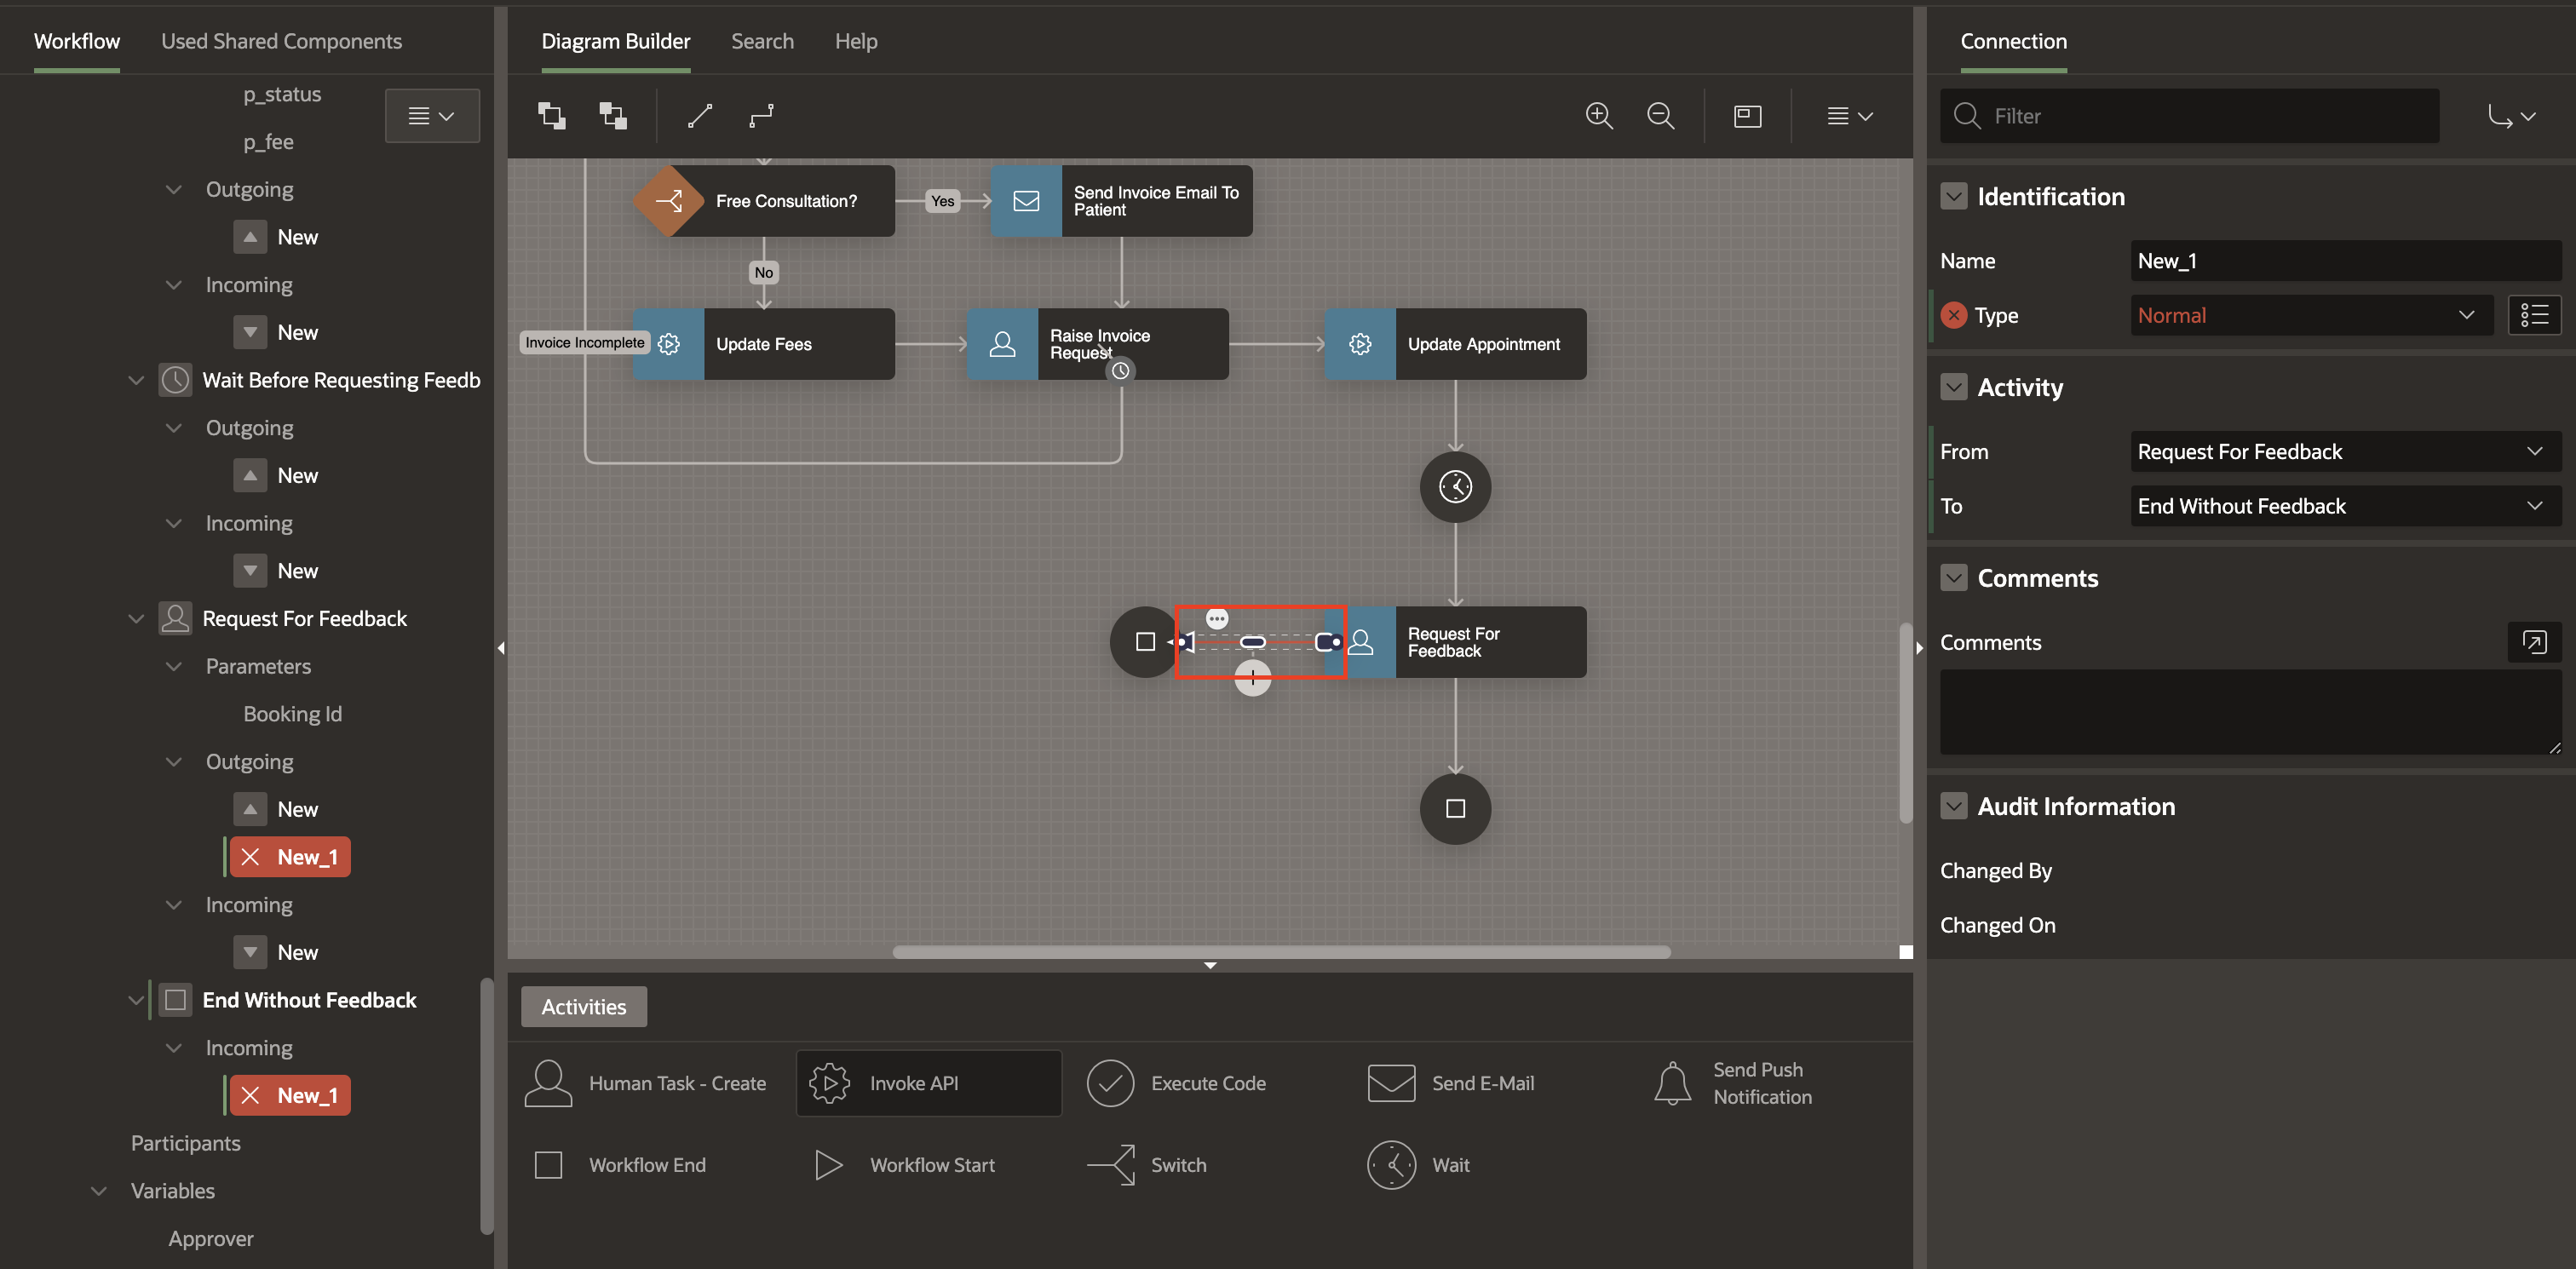 Workflow
Used Shared Components
p_status
p_fee
Outgoing
New
Incoming
New
Wait Before Requesting Feedb
Outgoing
New
Incoming
New
Request For Feedback
Parameters
Booking Id
Outgoing
New
New_1
Incoming
New
End Without Feedback
Incoming
New_1
Participants
Variables
Approver
Diagram Builder
Search
Help
Free Consultation?
Yes
Send Invoice Email To
Patient
No
Invoice Incomplete
Update Fees
Raise Invoice
Request
Update Appointment
Request For
Feedback
Activities
Human Task - Create
Invoke API
Execute Code
Send E-Mail
Send Push
Notification
Workflow End
Workflow Start
Switch
Wait
Connection
Filter
Identification
Name
New_1
Type
Normal
Activity
From
Request For Feedback
To
End Without Feedback
Comments
Comments
Audit Information
Changed By
Changed On